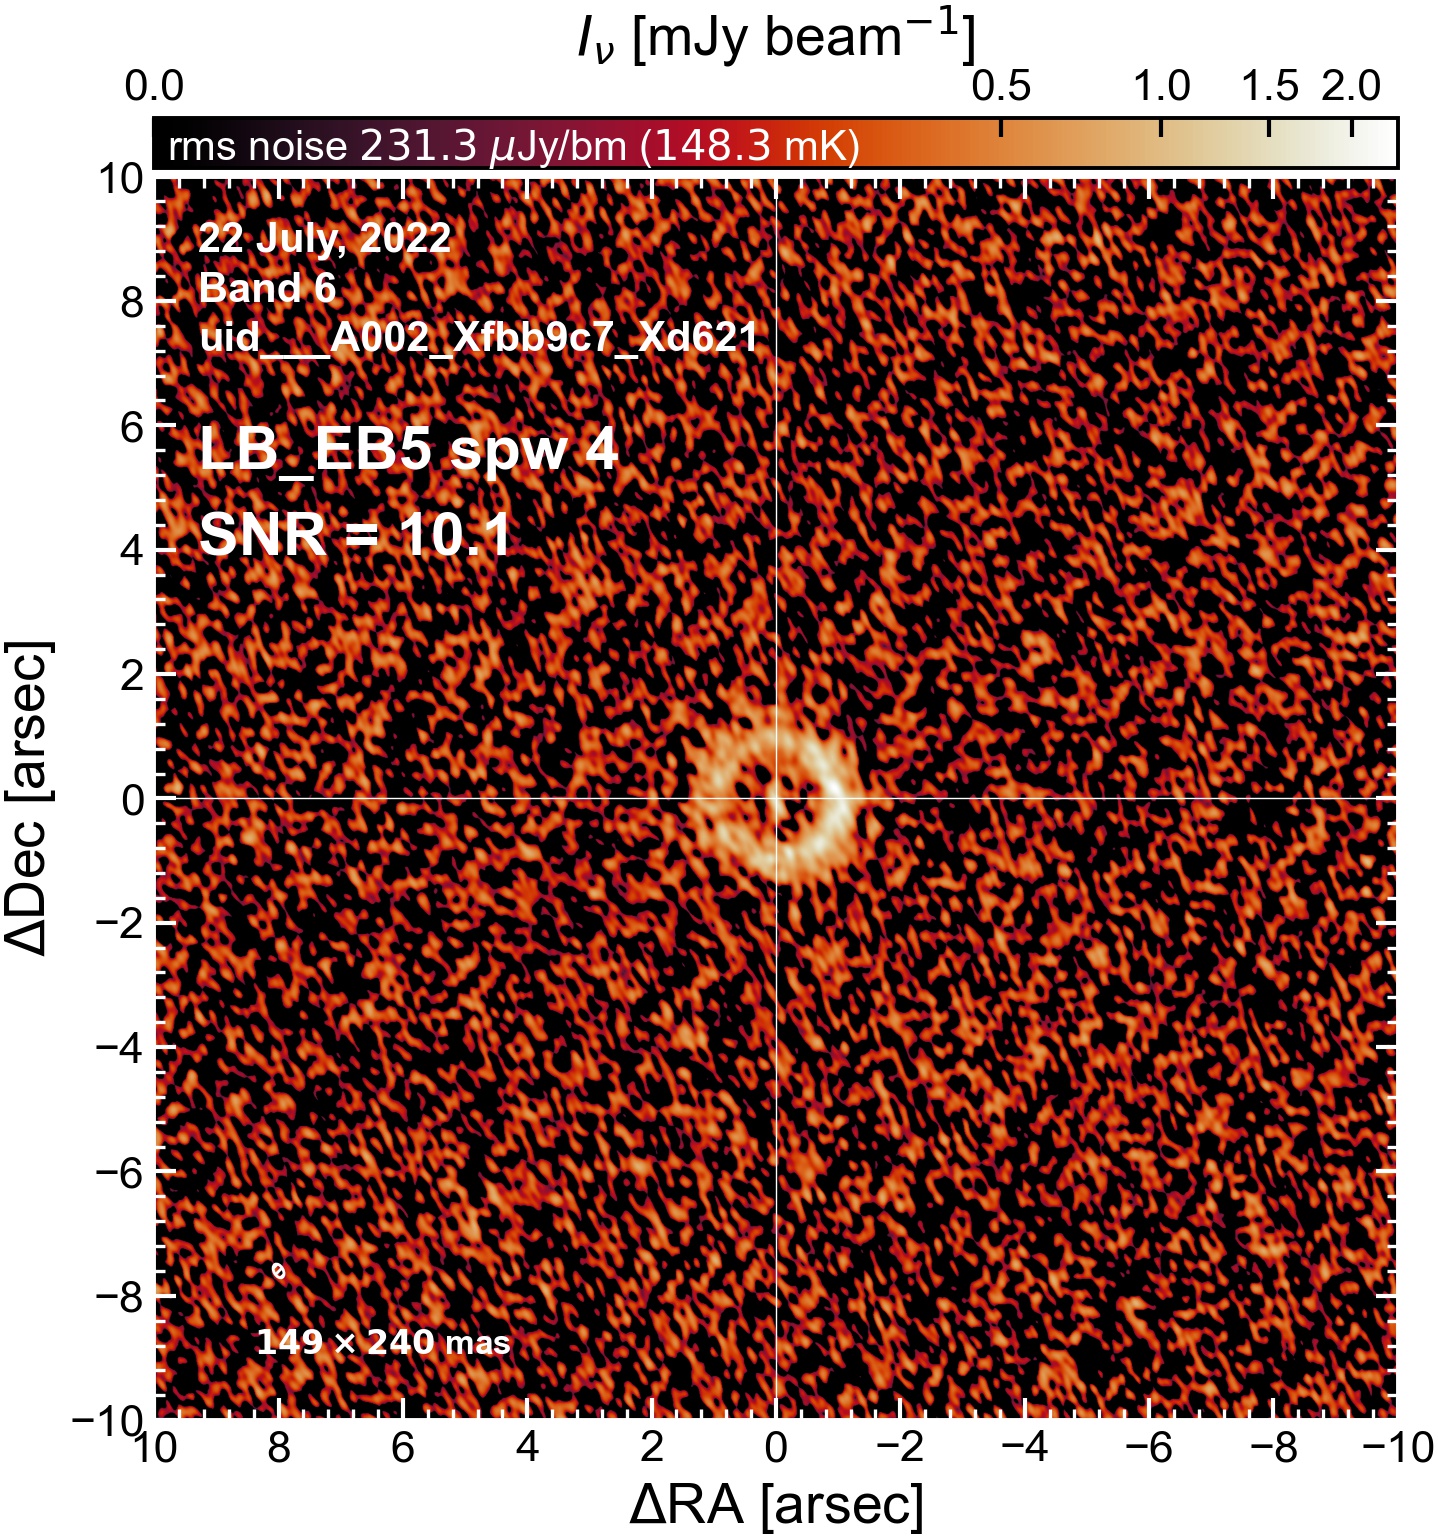 I_ν [mJy beam⁻¹]
0.0 0.5 1.0 1.5 2.0
rms noise 231.3 μJy/bm (148.3 mK)
22 July, 2022
Band 6
uid___A002_Xfbb9c7_Xd621
LB_EB5 spw 4
SNR = 10.1
10
8
6
4
2
0
−2
−4
−6
−8
−10
ΔDec [arsec]
149 × 240 mas
10 8 6 4 2 0 −2 −4 −6 −8 −10
ΔRA [arsec]